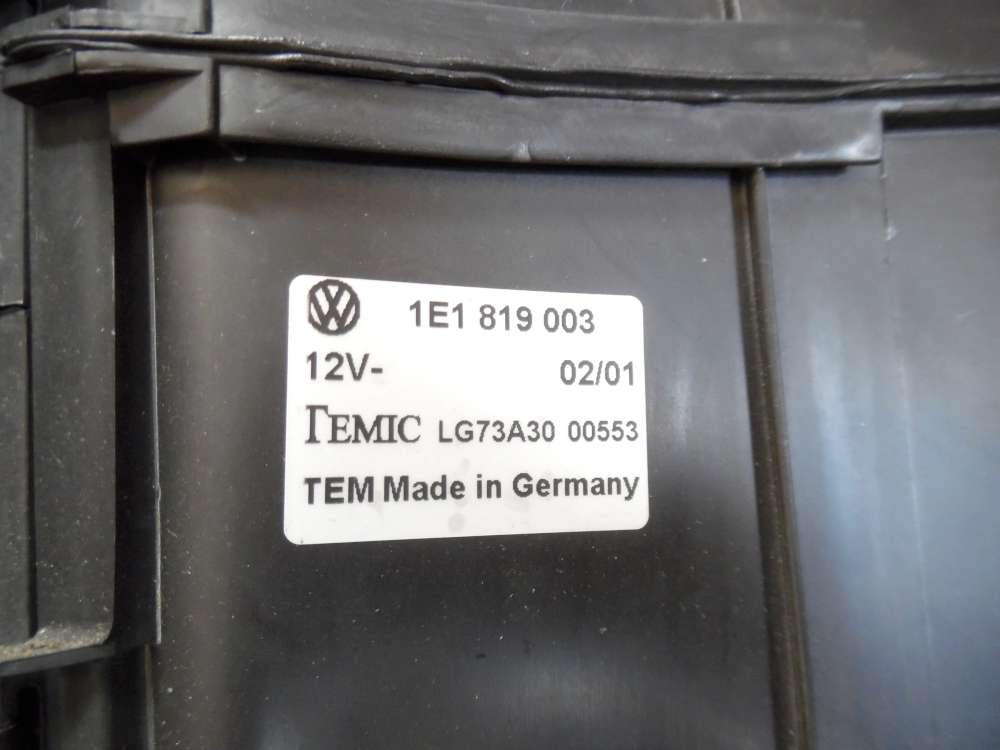 1E1 819 003
12V- 02/01
TEMIC LG73A30 00553
TEM Made in Germany